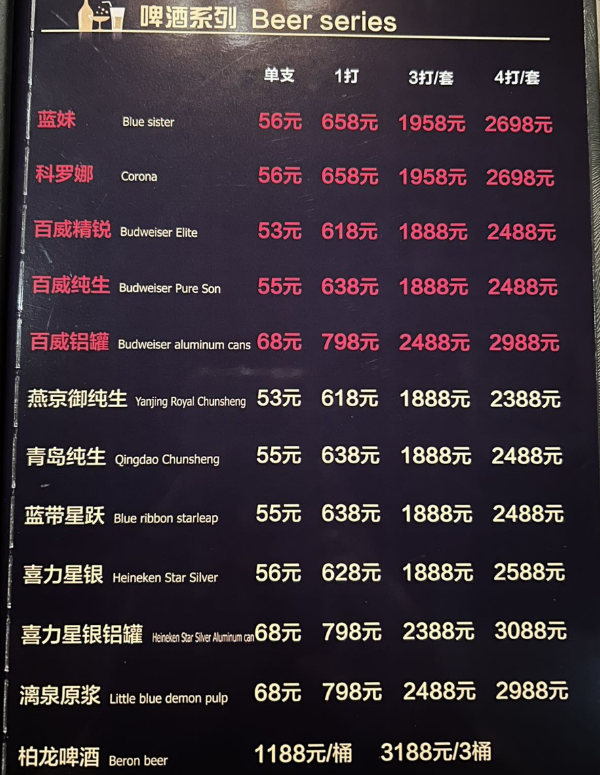 啤酒系列 Beer series
单支 1打 3打/套 4打/套
蓝妹 Blue sister 56元 658元 1958元 2698元
科罗娜 Corona 56元 658元 1958元 2698元
百威精锐 Budweiser Elite 53元 618元 1888元 2488元
百威纯生 Budweiser Pure Son 55元 638元 1888元 2488元
百威铝罐 Budweiser aluminum cans 68元 798元 2488元 2988元
燕京御纯生 Yanjing Royal Chunsheng 53元 618元 1888元 2388元
青岛纯生 Qingdao Chunsheng 55元 638元 1888元 2488元
蓝带星跃 Blue ribbon starleap 55元 638元 1888元 2488元
喜力星银 Heineken Star Silver 56元 628元 1888元 2588元
喜力星银铝罐 Heineken Star Silver Aluminum can 68元 798元 2388元 3088元
漓泉原浆 Little blue demon pulp 68元 798元 2488元 2988元
柏龙啤酒 Beron beer 1188元/桶 3188元/3桶